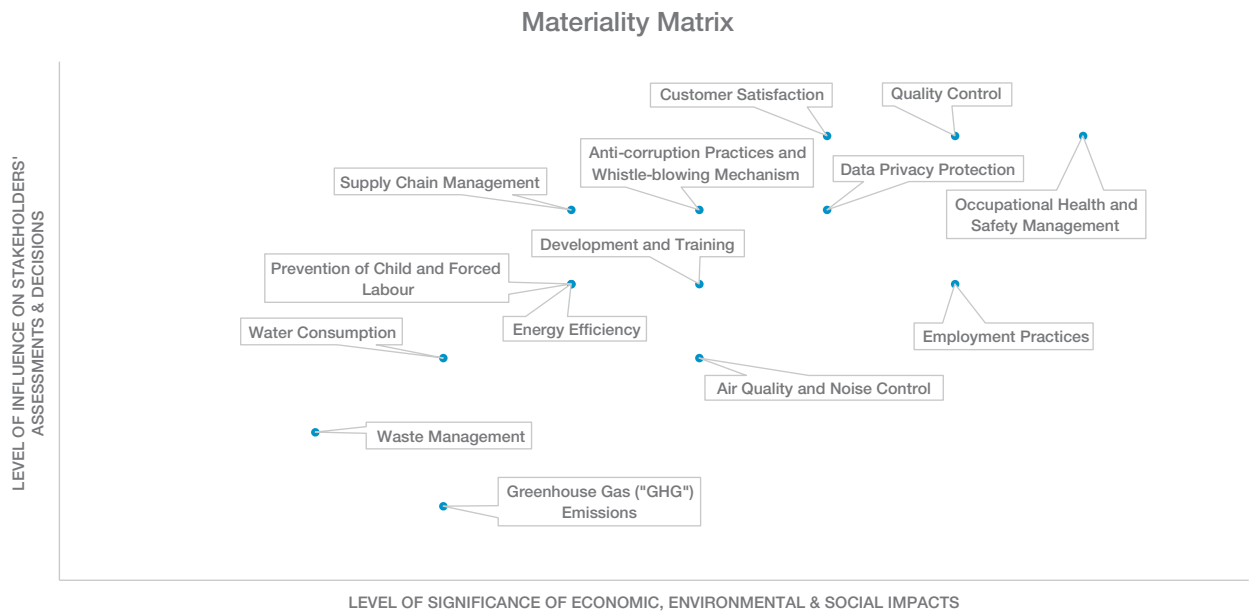 Materiality Matrix
LEVEL OF INFLUENCE ON STAKEHOLDERS'
ASSESSMENTS & DECISIONS
Customer Satisfaction
Quality Control
Anti-corruption Practices and
Whistle-blowing Mechanism
Data Privacy Protection
Supply Chain Management
Occupational Health and
Safety Management
Development and Training
Prevention of Child and Forced
Labour
Energy Efficiency
Water Consumption
Employment Practices
Air Quality and Noise Control
Waste Management
Greenhouse Gas ("GHG")
Emissions
LEVEL OF SIGNIFICANCE OF ECONOMIC, ENVIRONMENTAL & SOCIAL IMPACTS